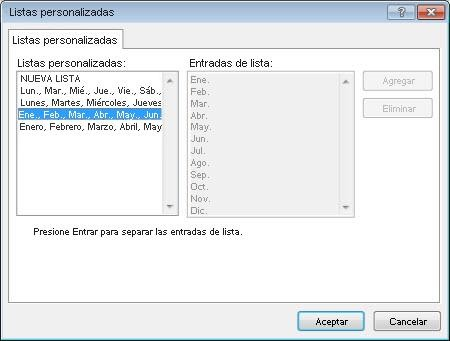 Listas personalizadas
Listas personalizadas
Listas personalizadas:
NUEVA LISTA
Lun., Mar., Mié., Jue., Vie., Sáb.,
Lunes, Martes, Miércoles, Jueves
Ene., Feb., Mar., Abr., May., Jun.
Enero, Febrero, Marzo, Abril, May
Entradas de lista:
Ene.
Feb.
Mar.
Abr.
May.
Jun.
Jul.
Ago.
Sep.
Oct.
Nov.
Dic.
Agregar
Eliminar
Presione Entrar para separar las entradas de lista.
Aceptar
Cancelar